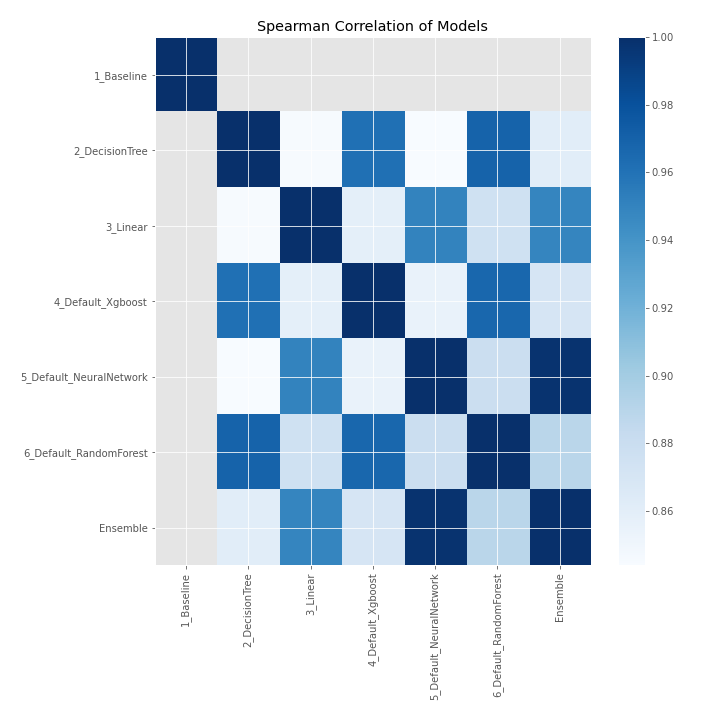 Spearman Correlation of Models
1_Baseline
2_DecisionTree
3_Linear
4_Default_Xgboost
5_Default_NeuralNetwork
6_Default_RandomForest
Ensemble
1_Baseline
2_DecisionTree
3_Linear
4_Default_Xgboost
5_Default_NeuralNetwork
6_Default_RandomForest
Ensemble
1.00
0.98
0.96
0.94
0.92
0.90
0.88
0.86